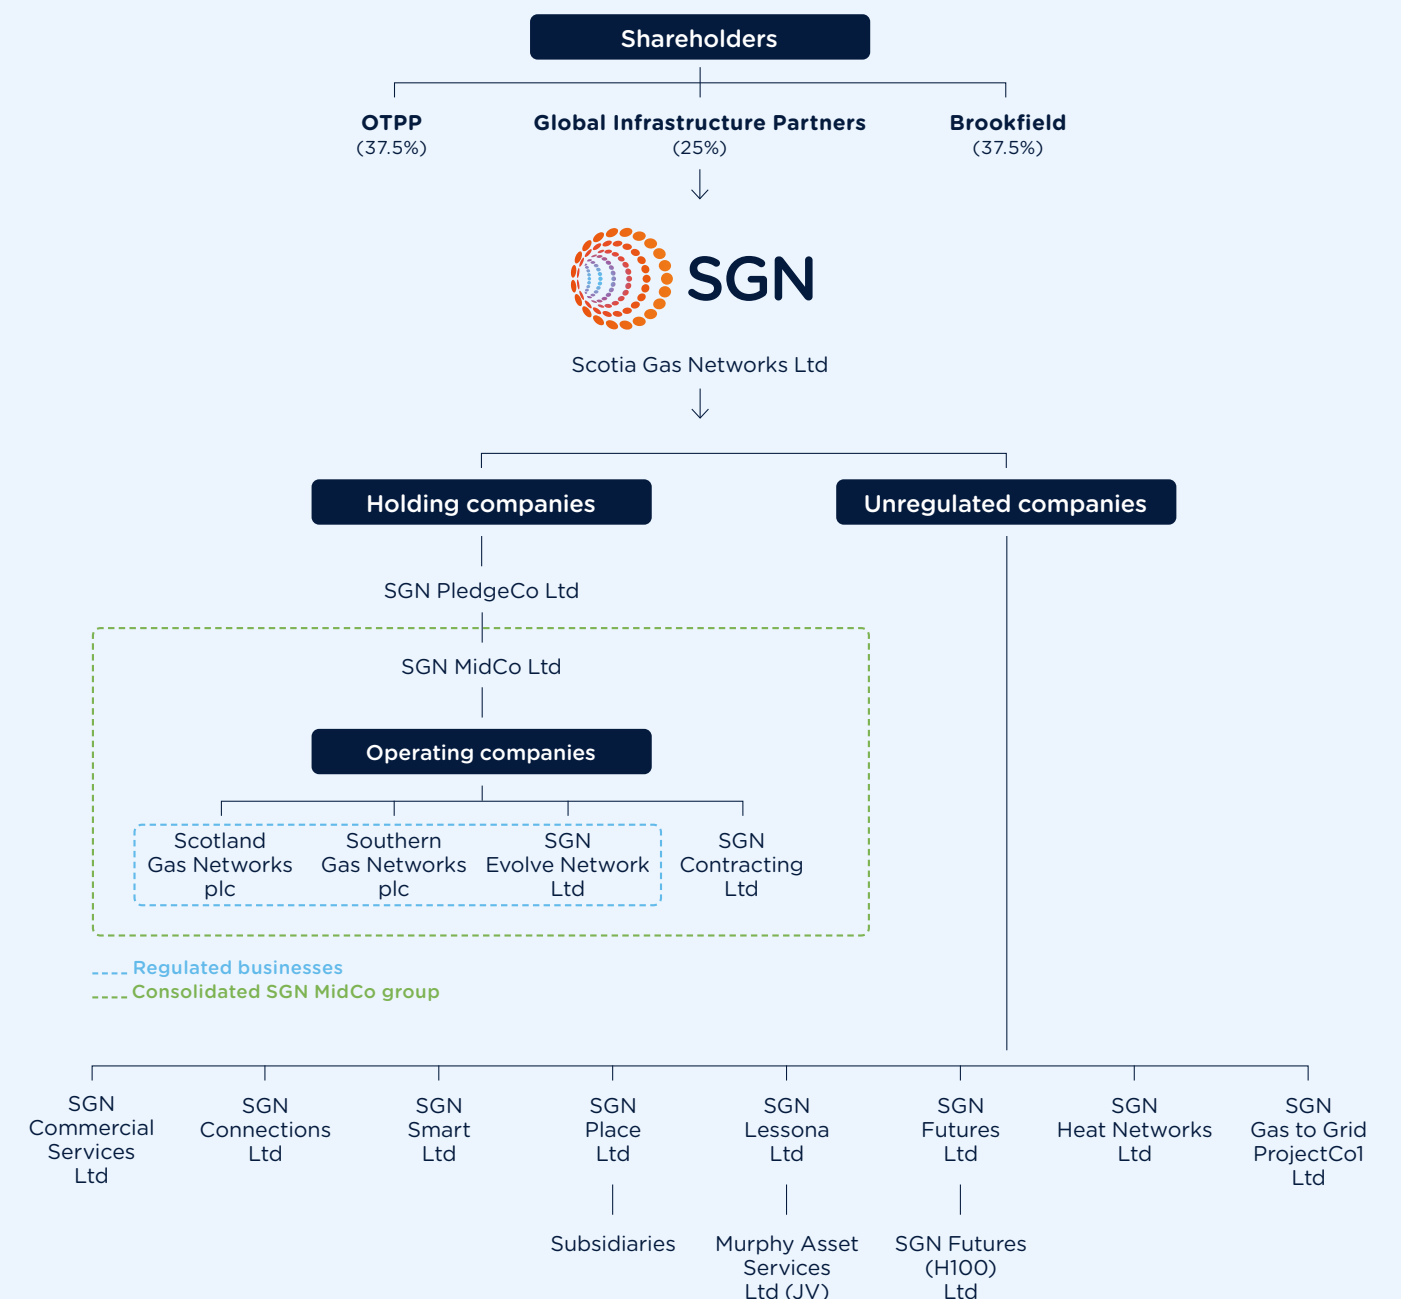 Shareholders
OTPP
(37.5%)
Global Infrastructure Partners
(25%)
Brookfield
(37.5%)
SGN
Scotia Gas Networks Ltd
Holding companies
Unregulated companies
SGN PledgeCo Ltd
SGN MidCo Ltd
Operating companies
Scotland
Gas Networks
plc
Southern
Gas Networks
plc
SGN
Evolve Network
Ltd
SGN
Contracting
Ltd
Regulated businesses
Consolidated SGN MidCo group
SGN
Commercial
Services
Ltd
SGN
Connections
Ltd
SGN
Smart
Ltd
SGN
Place
Ltd
SGN
Lessona
Ltd
SGN
Futures
Ltd
SGN
Heat Networks
Ltd
SGN
Gas to Grid
ProjectCo1
Ltd
Subsidiaries
Murphy Asset
Services
Ltd (JV)
SGN Futures
(H100)
Ltd